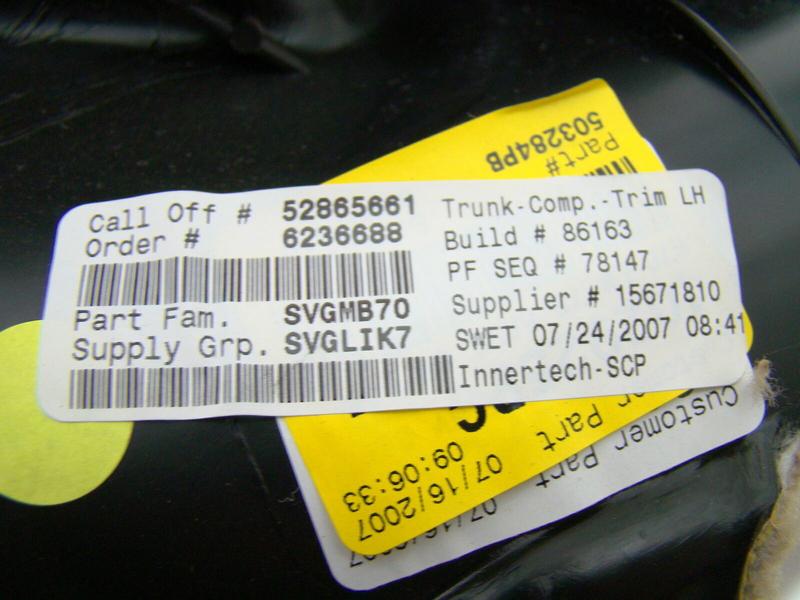 Call Off # 52865661
Order # 6236688
Part Fam. SVGMB70
Supply Grp. SVGLIK7
Trunk-Comp.-Trim LH
Build # 86163
PF SEQ # 78147
Supplier # 15671810
SWET 07/24/2007 08:41
Innertech-SCP
Part#
503284PB
Customer Part
Part
07/16/2007
09:06:33